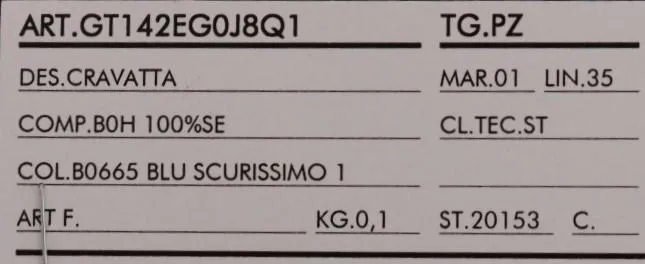 ART.GT142EG0J8Q1 TG.PZ
DES.CRAVATTA MAR.01 LIN.35
COMP.B0H 100%SE CL.TEC.ST
COL.B0665 BLU SCURISSIMO 1
ART F. KG.0,1 ST.20153 C.